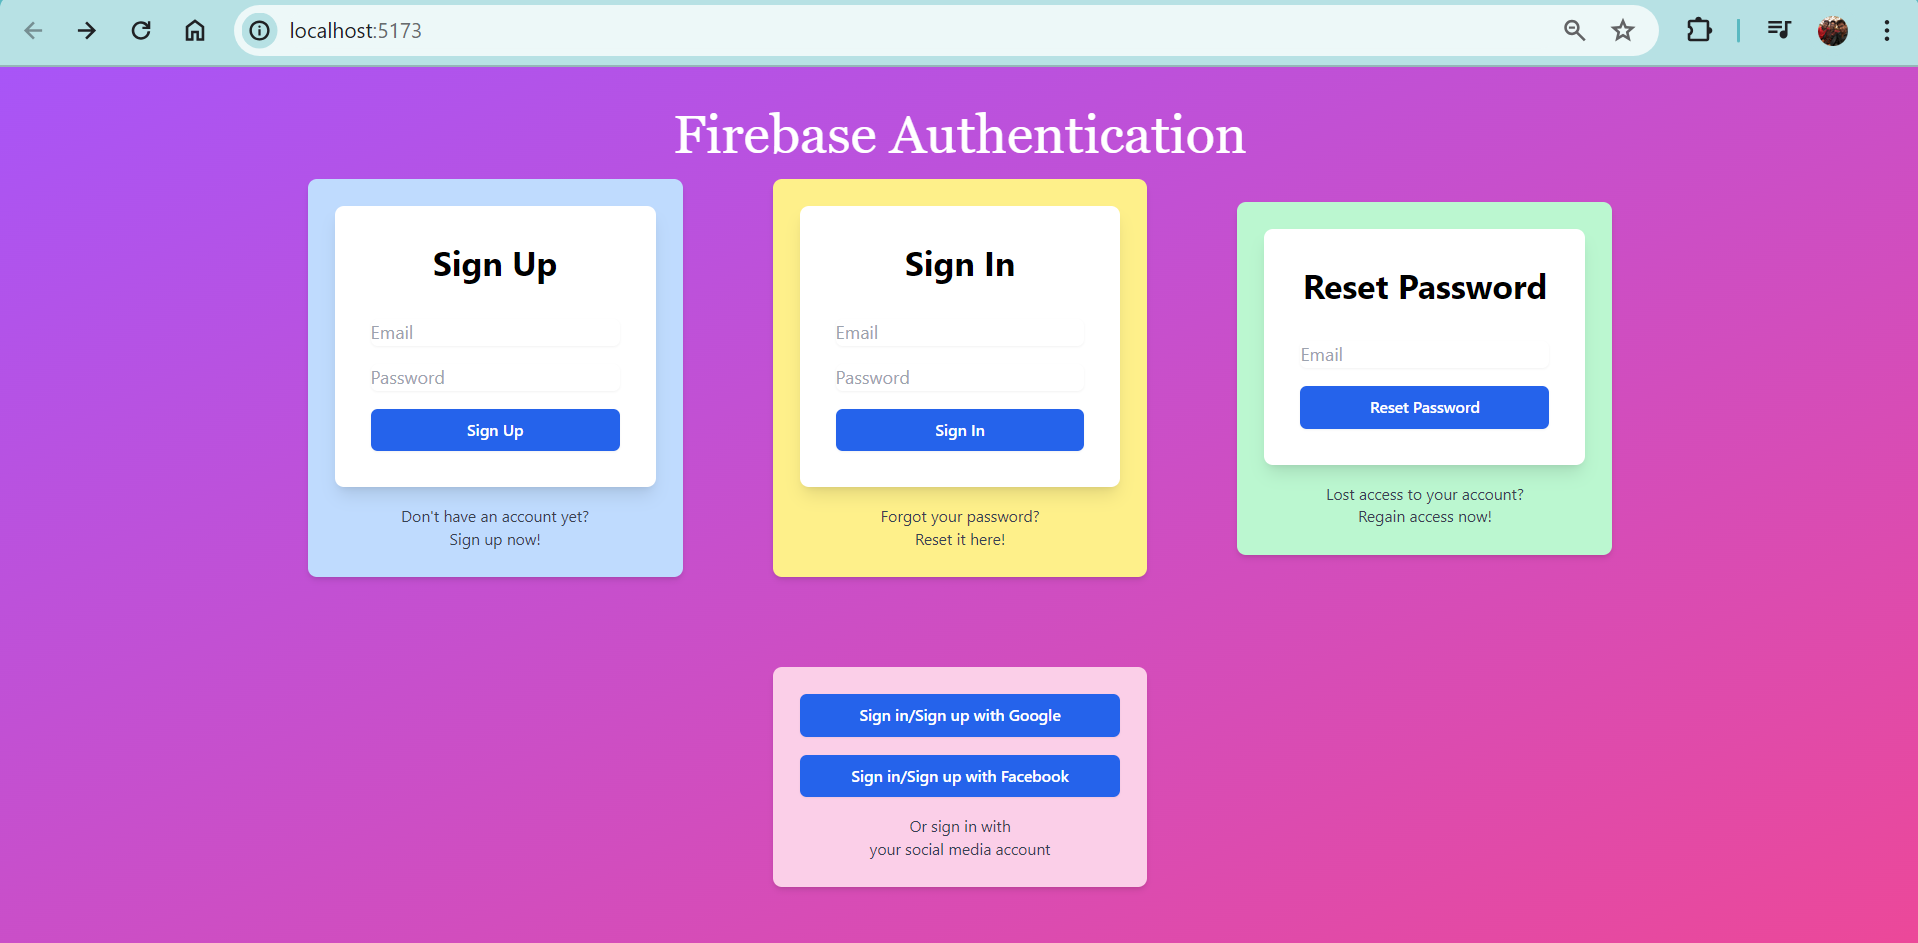 localhost:5173
Firebase Authentication
Sign Up
Email
Password
Sign Up
Don't have an account yet?
Sign up now!
Sign In
Email
Password
Sign In
Forgot your password?
Reset it here!
Reset Password
Email
Reset Password
Lost access to your account?
Regain access now!
Sign in/Sign up with Google
Sign in/Sign up with Facebook
Or sign in with
your social media account